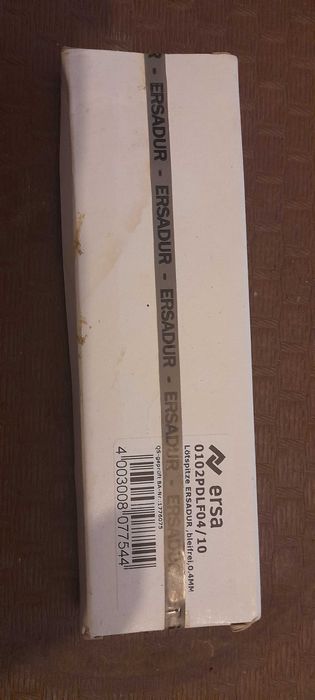 R - ERSADUR - ERSADUR - ERSADUR - ERSADUR - ERSADUR
ersa
0102PDLF04/10
Lötspitze ERSADUR ,bleifrei,0.4MM
QS-geprüft BA-Nr.:1776075
4 003008 077544